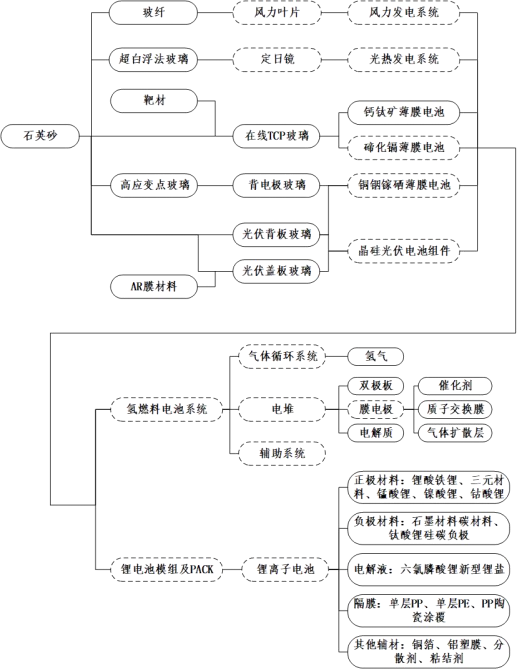 玻纤
风力叶片
风力发电系统
超白浮法玻璃
定日镜
光热发电系统
靶材
钙钛矿薄膜电池
石英砂
在线TCP玻璃
碲化镉薄膜电池
高应变点玻璃
背电极玻璃
铜铟镓硒薄膜电池
光伏背板玻璃
晶硅光伏电池组件
光伏盖板玻璃
AR膜材料
气体循环系统
氢气
双极板
催化剂
氢燃料电池系统
电堆
膜电极
质子交换膜
电解质
气体扩散层
辅助系统
正极材料：锂酸铁锂、三元材
料、锰酸锂、镍酸锂、钴酸锂
负极材料：石墨材料碳材料、
钛酸锂硅碳负极
锂电池模组及PACK
锂离子电池
电解液：六氧膦酸锂新型锂盐
隔膜：单层PP、单层PE、PP陶
瓷涂覆
其他辅材：铜箔、铝塑膜、分
散剂、粘结剂